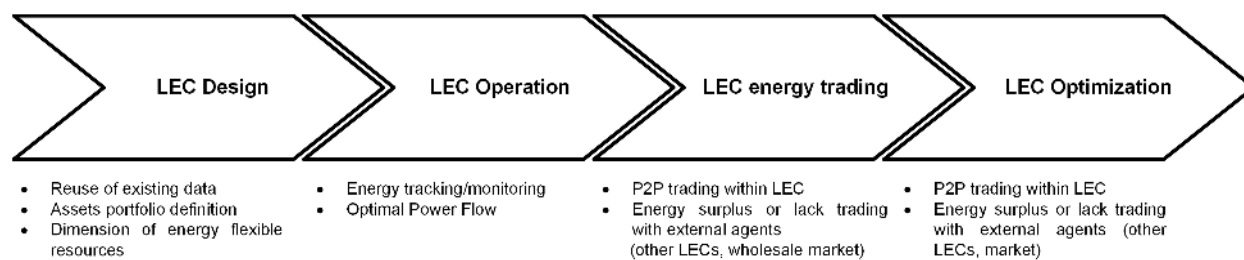 LEC Design
LEC Operation
LEC energy trading
LEC Optimization
• Reuse of existing data
• Assets portfolio definition
• Dimension of energy flexible
resources
• Energy tracking/monitoring
• Optimal Power Flow
• P2P trading within LEC
• Energy surplus or lack trading
with external agents
(other LECs, wholesale market)
• P2P trading within LEC
• Energy surplus or lack trading
with external agents (other
LECs, market)